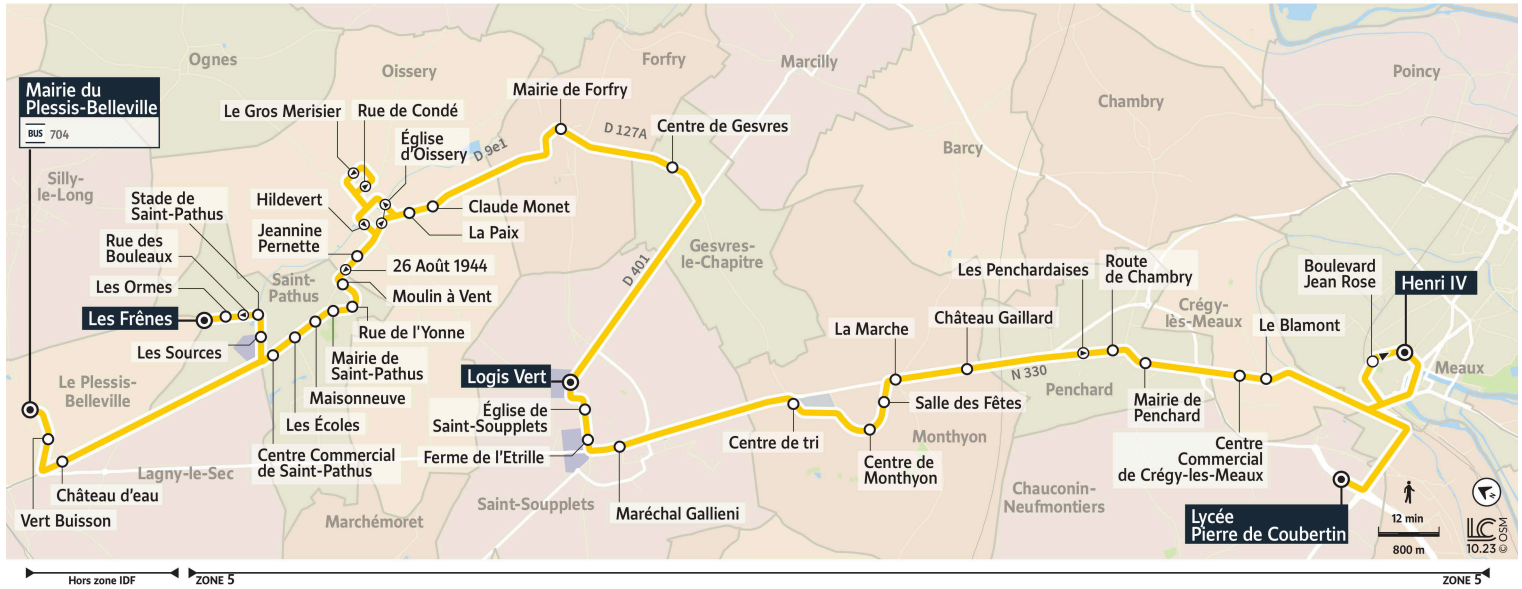 Ognes
Oissery
Forfry
Marcilly
Poincy
Chambry
Barcy
Silly-
le-Long
Mairie du
Plessis-Belleville
BUS 704
Le Gros Merisier
Rue de Condé
Mairie de Forfry
Centre de Gesvres
Église
d'Oissery
D 9e1
D 127A
Hildevert
Jeannine
Pernette
Claude Monet
La Paix
Stade de
Saint-Pathus
Rue des
Bouleaux
Les Ormes
Les Frênes
Les Sources
Saint-
Pathus
26 Août 1944
Moulin à Vent
Rue de l'Yonne
Mairie de
Saint-Pathus
Maisonneuve
Les Écoles
Centre Commercial
de Saint-Pathus
Le Plessis-
Belleville
Lagny-le-Sec
Château d'eau
Vert Buisson
Marchémoret
D 401
Gesvres-
le-Chapitre
Logis Vert
Église de
Saint-Soupplets
Ferme de l'Etrille
Saint-Soupplets
Maréchal Gallieni
Centre de tri
La Marche
Salle des Fêtes
Centre de
Monthyon
Monthyon
Château Gaillard
Les Penchardaises
Route
de Chambry
N 330
Penchard
Mairie de
Penchard
Crégy-
lès-Meaux
Le Blamont
Centre
Commercial
de Crégy-les-Meaux
Boulevard
Jean Rose
Henri IV
Meaux
Chauconin-
Neufmontiers
Lycée
Pierre de Coubertin
12 min
800 m
LC
10.23 © OSM
Hors zone IDF
ZONE 5
ZONE 5